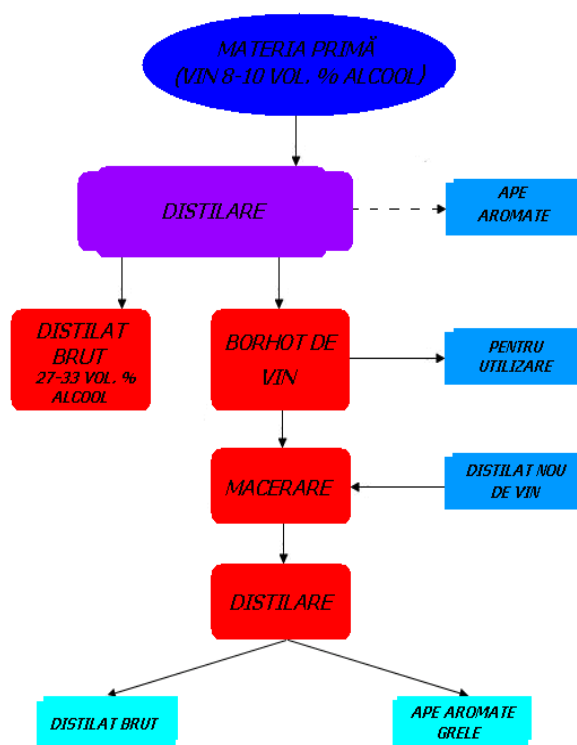 MATERIA PRIMĂ
(VIN 8-10 VOL. % ALCOOL)
DISTILARE
APE
AROMATE
DISTILAT
BRUT
27-33 VOL. %
ALCOOL
BORHOT DE
VIN
PENTRU
UTILIZARE
MACERARE
DISTILAT NOU
DE VIN
DISTILARE
DISTILAT BRUT
APE AROMATE
GRELE